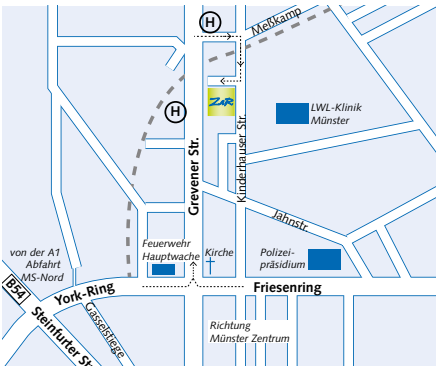 H
Meßkamp
ZaR
H
LWL-Klinik
Münster
Grevener Str.
Kinderhauser Str.
Jahnstr.
von der A1
Abfahrt
MS-Nord
Feuerwehr
Hauptwache
Kirche
Polizei-
präsidium
B54
York-Ring
Friesenring
Steinfurter Str
Gasselstiege
Richtung
Münster Zentrum